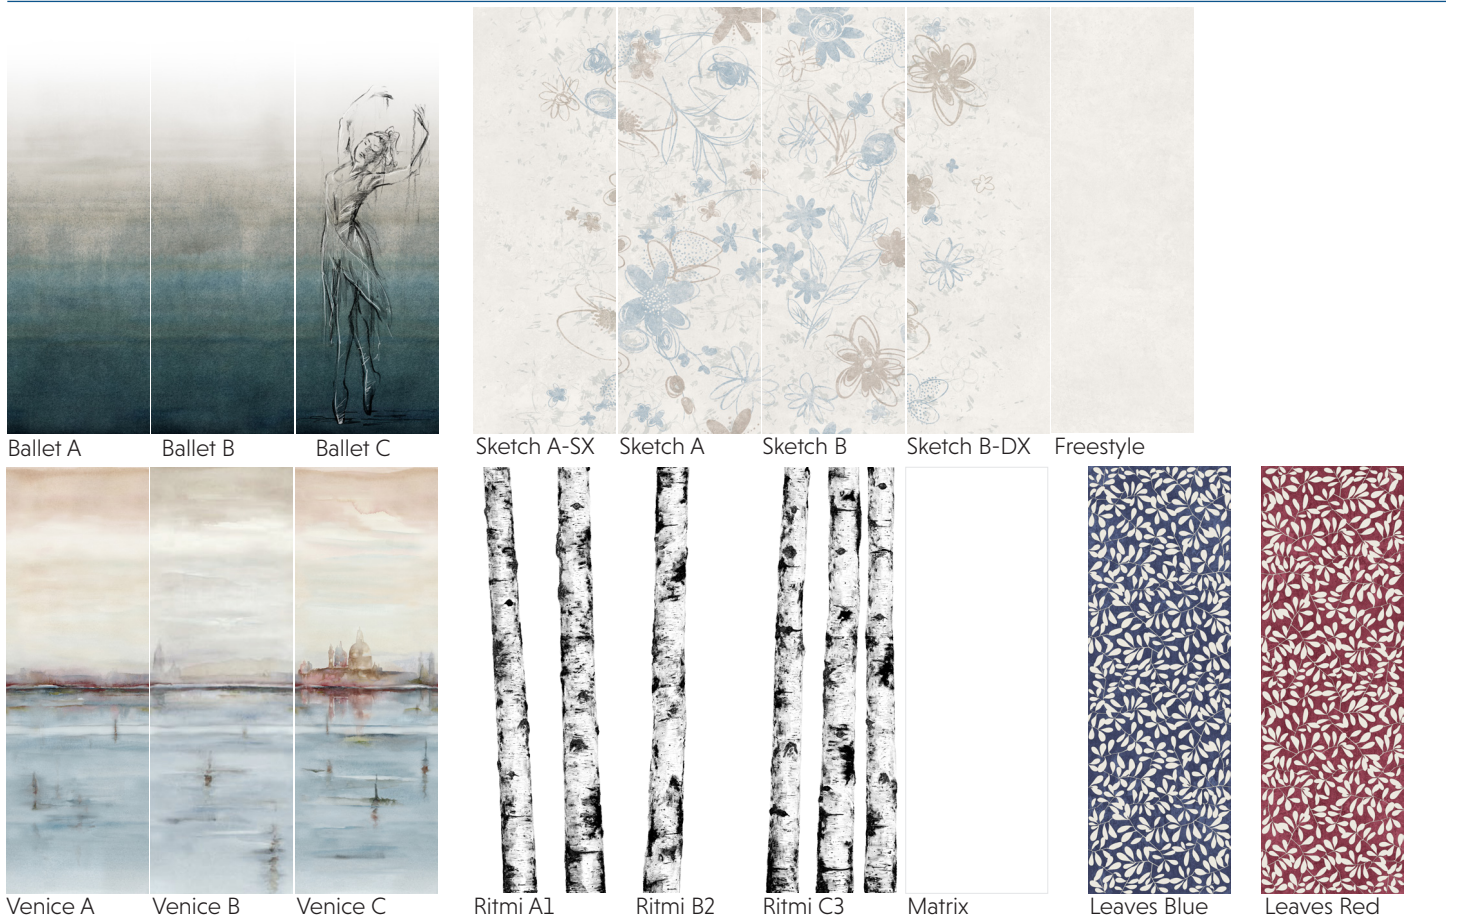 Ballet A
Ballet B
Ballet C
Sketch A-SX
Sketch A
Sketch B
Sketch B-DX
Freestyle
Venice A
Venice B
Venice C
Ritmi A1
Ritmi B2
Ritmi C3
Matrix
Leaves Blue
Leaves Red